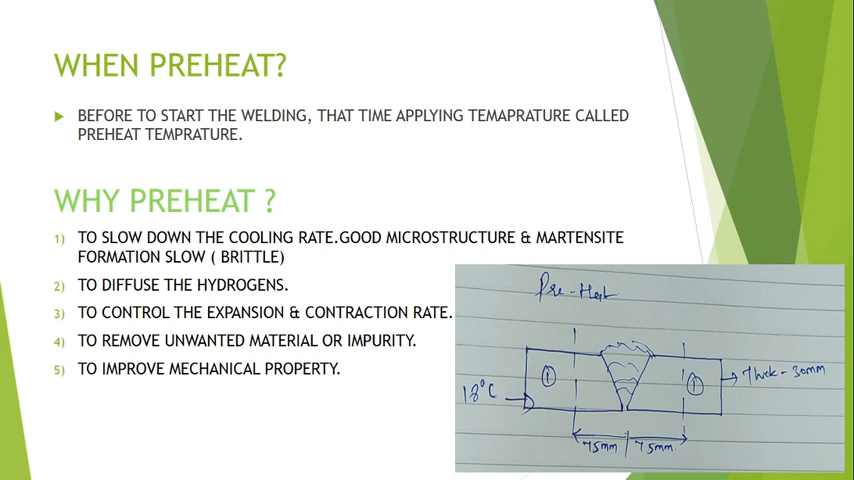 WHEN PREHEAT?
BEFORE TO START THE WELDING, THAT TIME APPLYING TEMAPRATURE CALLED
PREHEAT TEMPRATURE.
WHY PREHEAT ?
1) TO SLOW DOWN THE COOLING RATE.GOOD MICROSTRUCTURE & MARTENSITE
FORMATION SLOW ( BRITTLE)
2) TO DIFFUSE THE HYDROGENS.
3) TO CONTROL THE EXPANSION & CONTRACTION RATE.
4) TO REMOVE UNWANTED MATERIAL OR IMPURITY.
5) TO IMPROVE MECHANICAL PROPERTY.
Pre-Heat
1
1
Thick - 30mm
18°C
75mm 75mm.